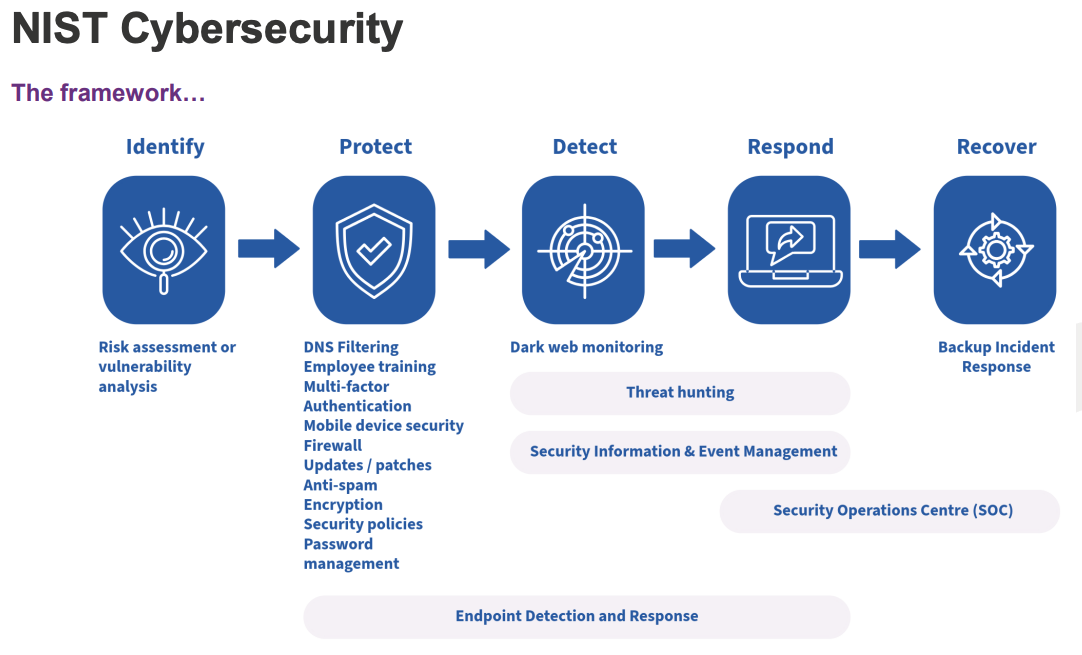 NIST Cybersecurity
The framework...
Identify
Protect
Detect
Respond
Recover
Risk assessment or
vulnerability
analysis
DNS Filtering
Employee training
Multi-factor
Authentication
Mobile device security
Firewall
Updates / patches
Anti-spam
Encryption
Security policies
Password
management
Dark web monitoring
Backup Incident
Response
Threat hunting
Security Information & Event Management
Security Operations Centre (SOC)
Endpoint Detection and Response